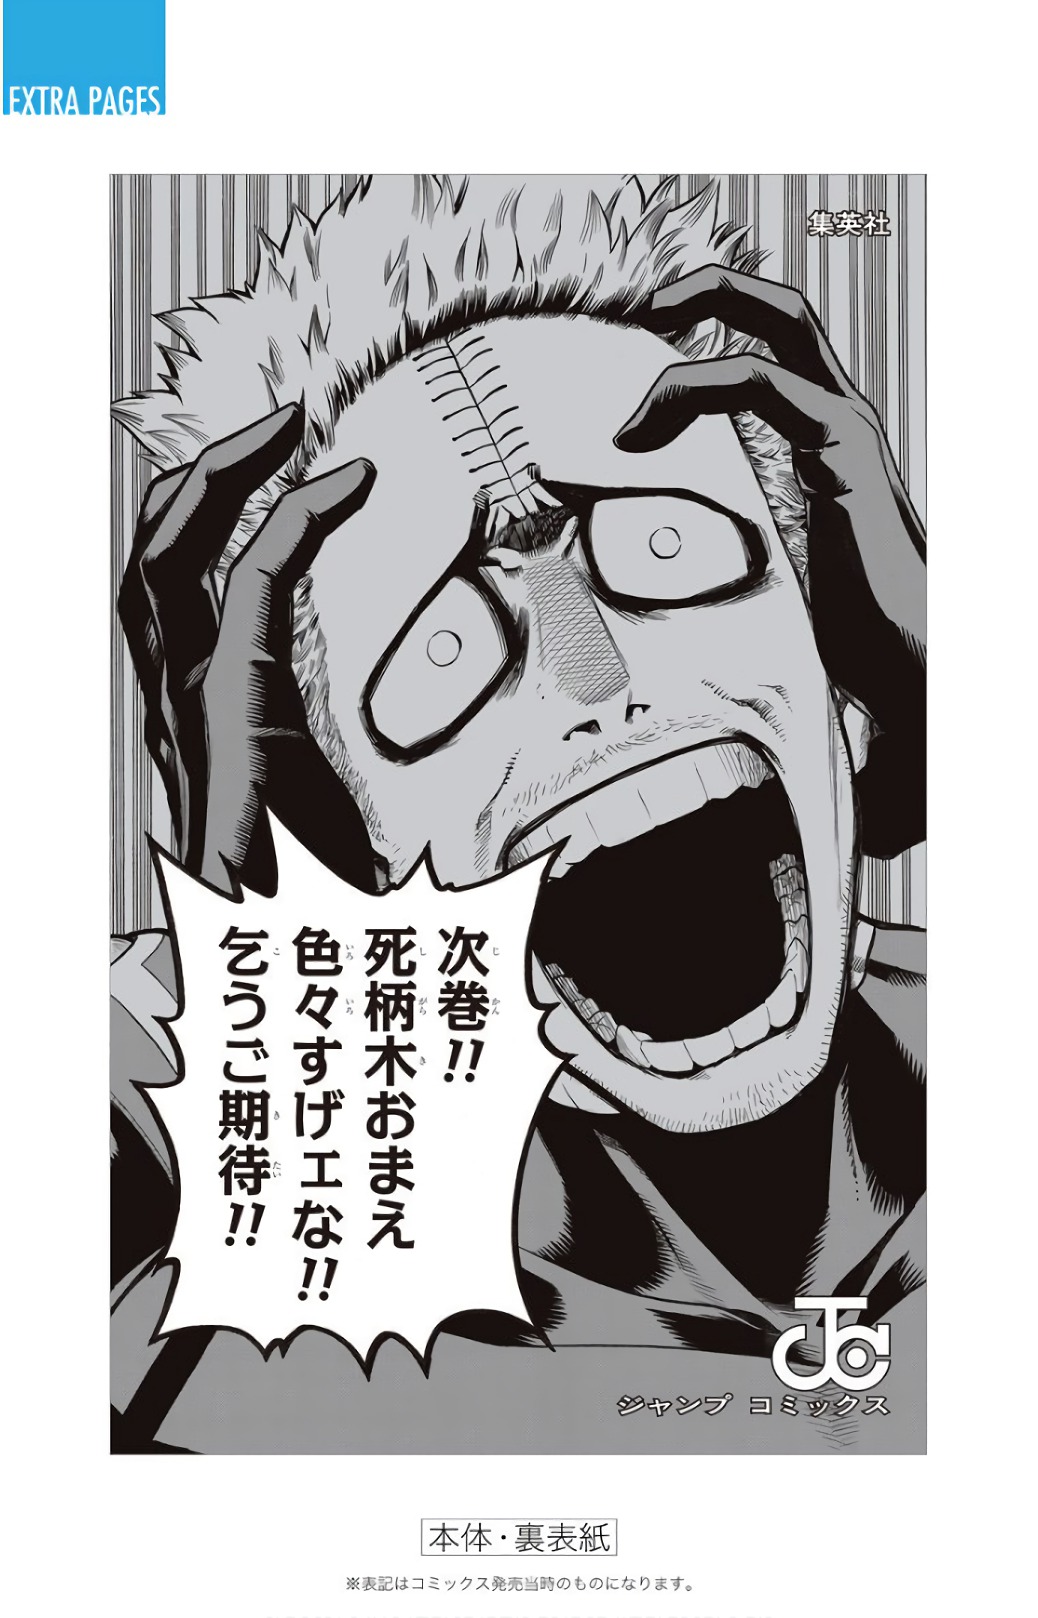 EXTRA PAGES
集英社
次巻!!
死柄木おまえ
色々すげエな!!
乞うご期待!!
JC
ジャンプ コミックス
本体・裏表紙
※表記はコミックス発売当時のものになります。